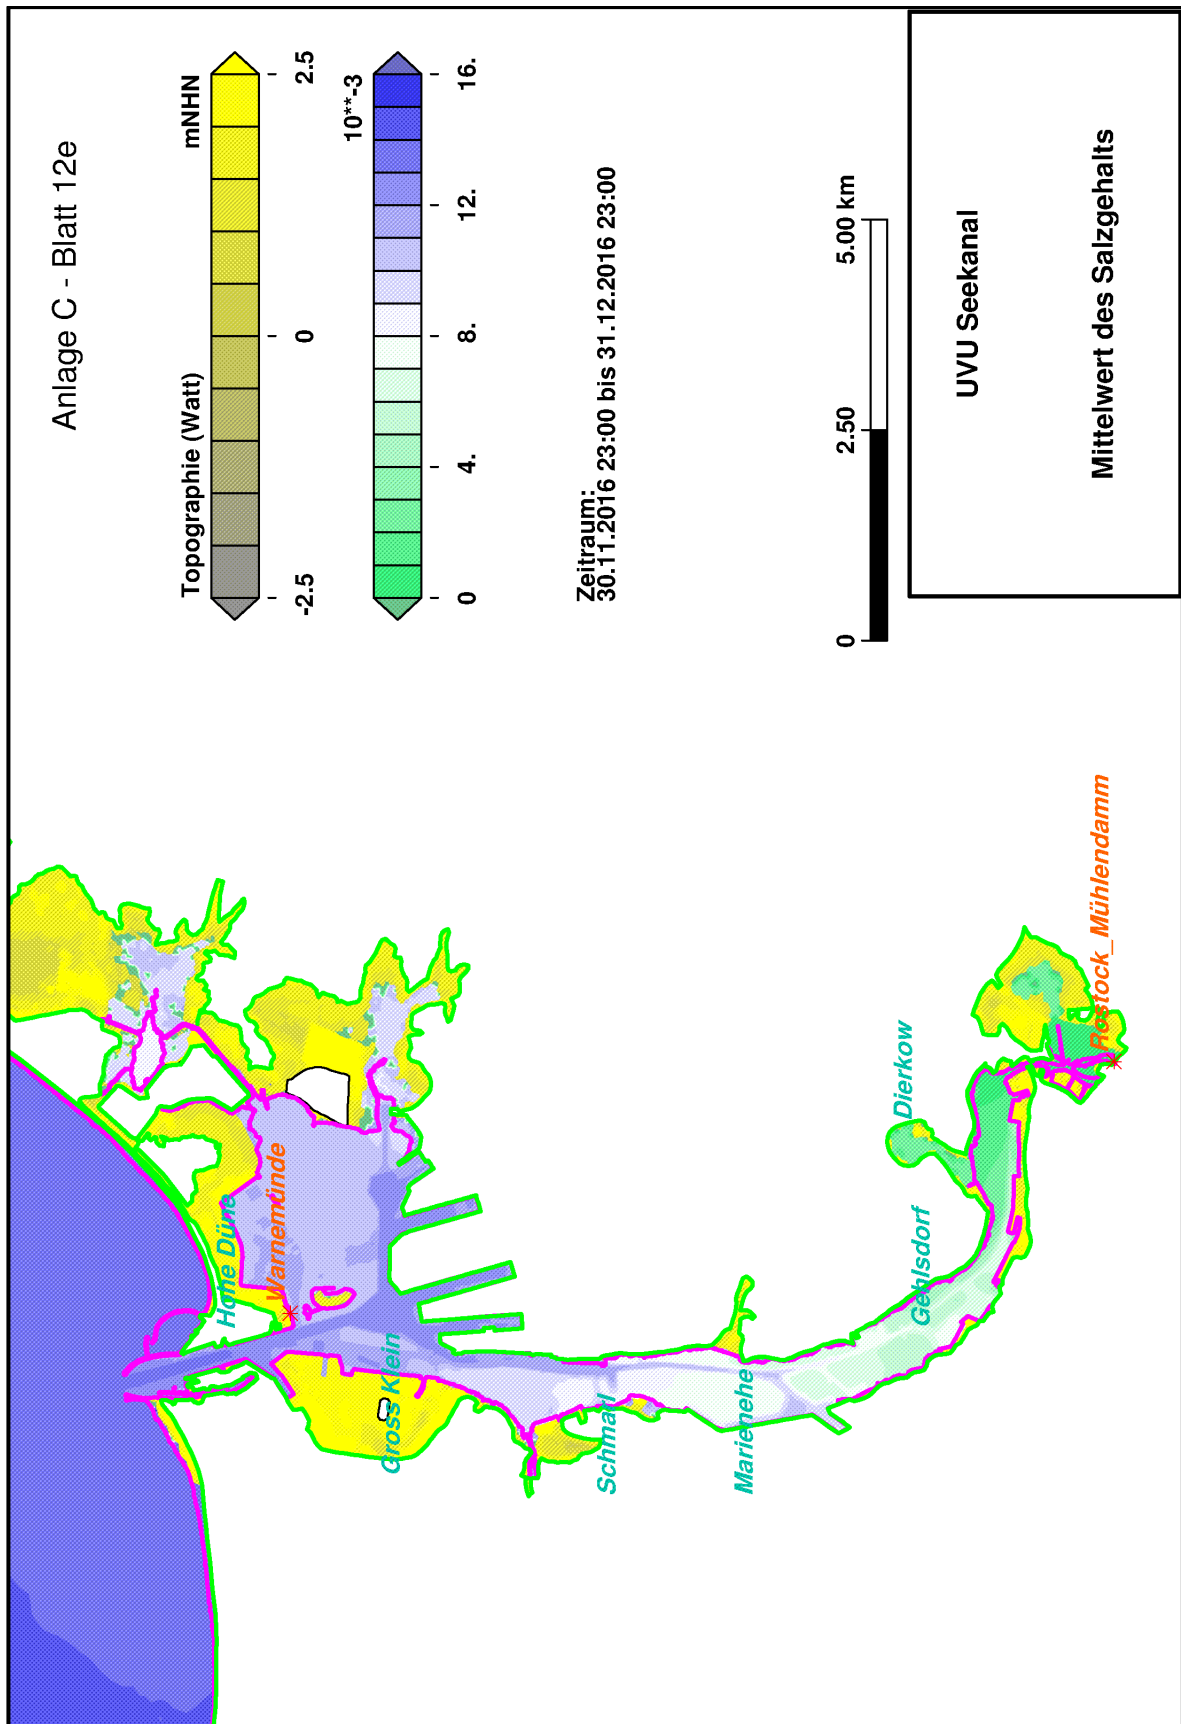 Anlage C - Blatt 12e
Topographie (Watt) mNHN
-2.5 0 2.5
10**-3
0 4. 8. 12. 16.
Zeitraum:
30.11.2016 23:00 bis 31.12.2016 23:00
0 2.50 5.00 km
UVU Seekanal
Mittelwert des Salzgehalts
Hohe Düne
Warnemünde
Gross Klein
Schmarl
Marienehe
Gehlsdorf
Dierkow
Rostock_Mühlendamm